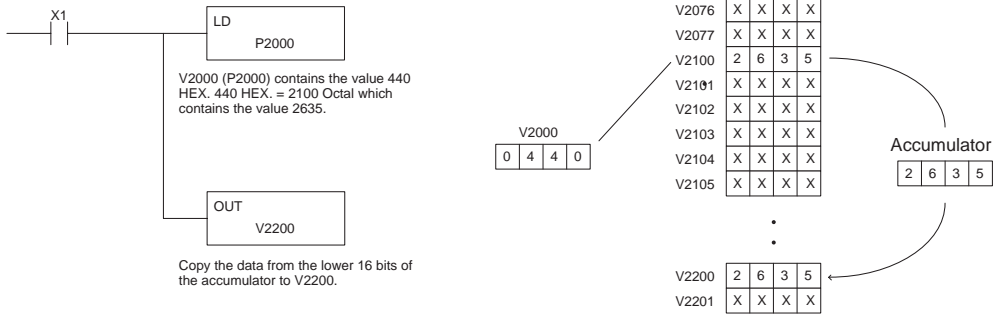 X1
LD
P2000
V2000 (P2000) contains the value 440
HEX. 440 HEX. = 2100 Octal which
contains the value 2635.
OUT
V2200
Copy the data from the lower 16 bits of
the accumulator to V2200.
V2000
0 4 4 0
V2076 X X X X
V2077 X X X X
V2100 2 6 3 5
V2101 X X X X
V2102 X X X X
V2103 X X X X
V2104 X X X X
V2105 X X X X
V2200 2 6 3 5
V2201 X X X X
Accumulator
2 6 3 5